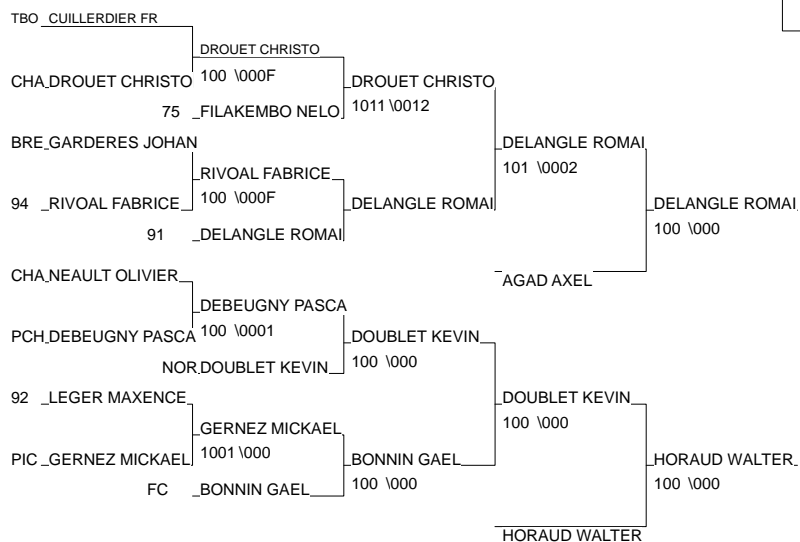 TBO CUILLERDIER FR
DROUET CHRISTO
CHA DROUET CHRISTO 100 \000F DROUET CHRISTO
75 FILAKEMBO NELO 1011 \0012
BRE GARDERES JOHAN DELANGLE ROMAI
RIVOAL FABRICE 101 \0002
94 RIVOAL FABRICE 100 \000F DELANGLE ROMAI DELANGLE ROMAI
91 DELANGLE ROMAI 100 \000
CHA NEAULT OLIVIER AGAD AXEL
DEBEUGNY PASCA
PCH DEBEUGNY PASCA 100 \0001 DOUBLET KEVIN
NOR DOUBLET KEVIN 100 \000
92 LEGER MAXENCE DOUBLET KEVIN
GERNEZ MICKAEL 100 \000
PIC GERNEZ MICKAEL 1001 \000 BONNIN GAEL HORAUD WALTER
FC BONNIN GAEL 100 \000 100 \000
HORAUD WALTER